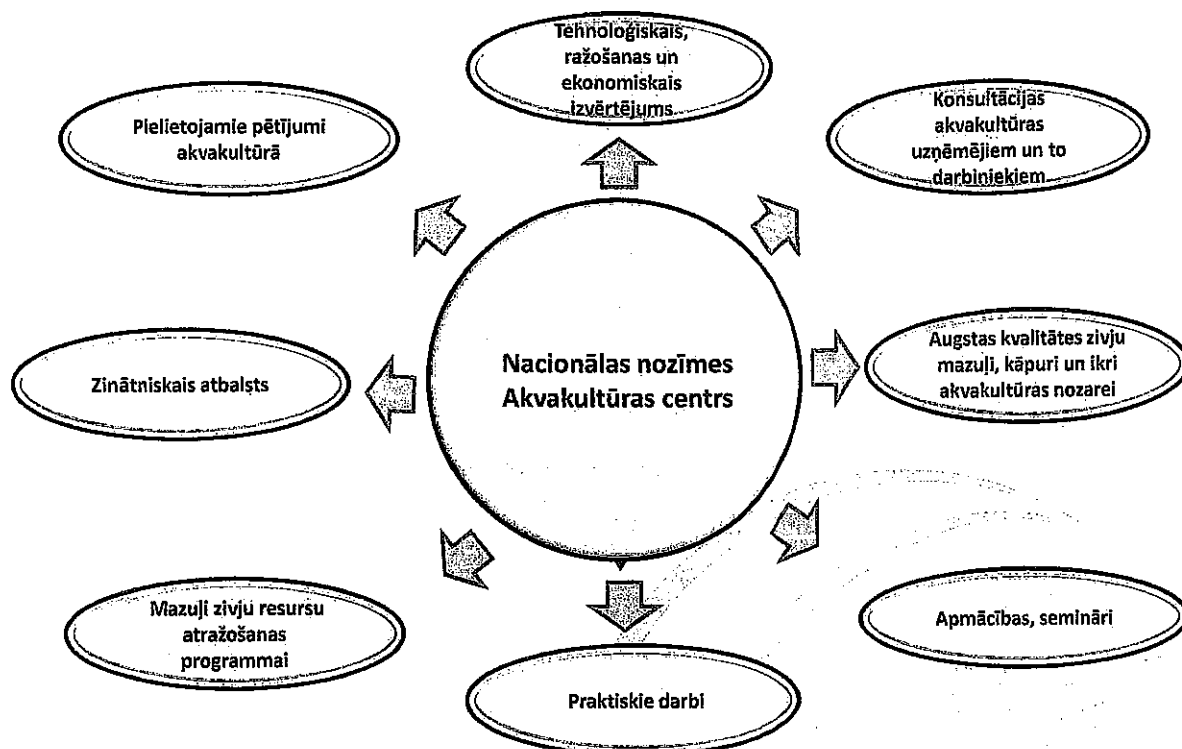 Tehnoloģiskais,
ražošanas un
ekonomiskais
izvērtējums
Pielietojamie pētījumi
akvakultūrā
Konsultācijas
akvakultūras
uzņēmējiem un to
darbiniekiem
Nacionālas nozīmes
Akvakultūras centrs
Zinātniskais atbalsts
Augstas kvalitātes zivju
mazuļi, kāpuri un ikri
akvakultūras nozarei
Mazuļi zivju resursu
atražošanas
programmai
Praktiskie darbi
Apmācības, semināri